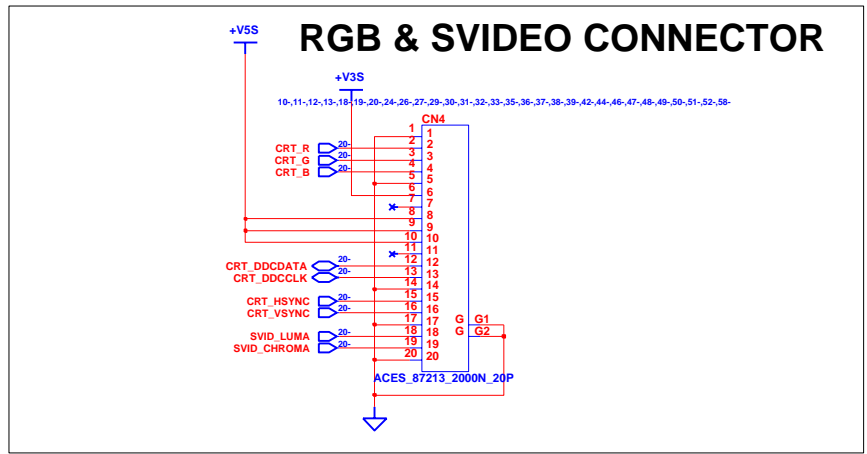 +V5S
RGB & SVIDEO CONNECTOR
+V3S
10-,11-,12-,13-,18-,19-,20-,24-,26-,27-,29-,30-,31-,32-,33-,35-,36-,37-,38-,39-,42-,44-,46-,47-,48-,49-,50-,51-,52-,58-
CN4
1 1
CRT_R 20- 2 2
CRT_G 20- 3 3
CRT_B 20- 4 4
5 5
6 6
7 7
8 8
9 9
10 10
11 11
CRT_DDCDATA 20- 12 12
CRT_DDCCLK 20- 13 13
14 14
CRT_HSYNC 20- 15 15
CRT_VSYNC 20- 16 16
17 17 G G1
SVID_LUMA 20- 18 18 G G2
SVID_CHROMA 20- 19 19
20 20
ACES_87213_2000N_20P